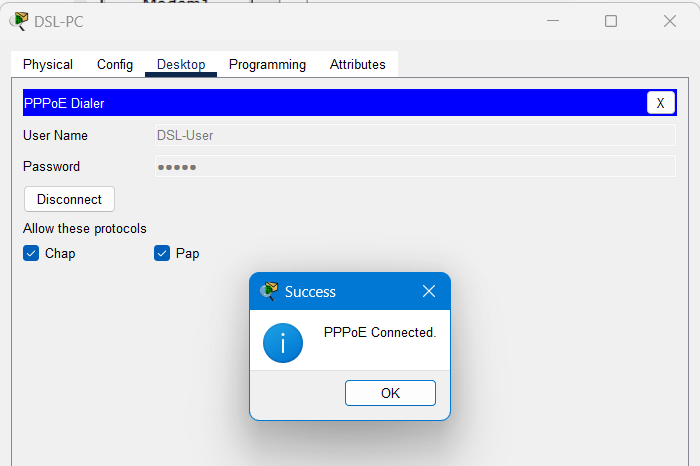 DSL-PC
Physical Config Desktop Programming Attributes
PPPoE Dialer X
User Name DSL-User
Password ●●●●●
Disconnect
Allow these protocols
Chap Pap
Success
PPPoE Connected.
OK